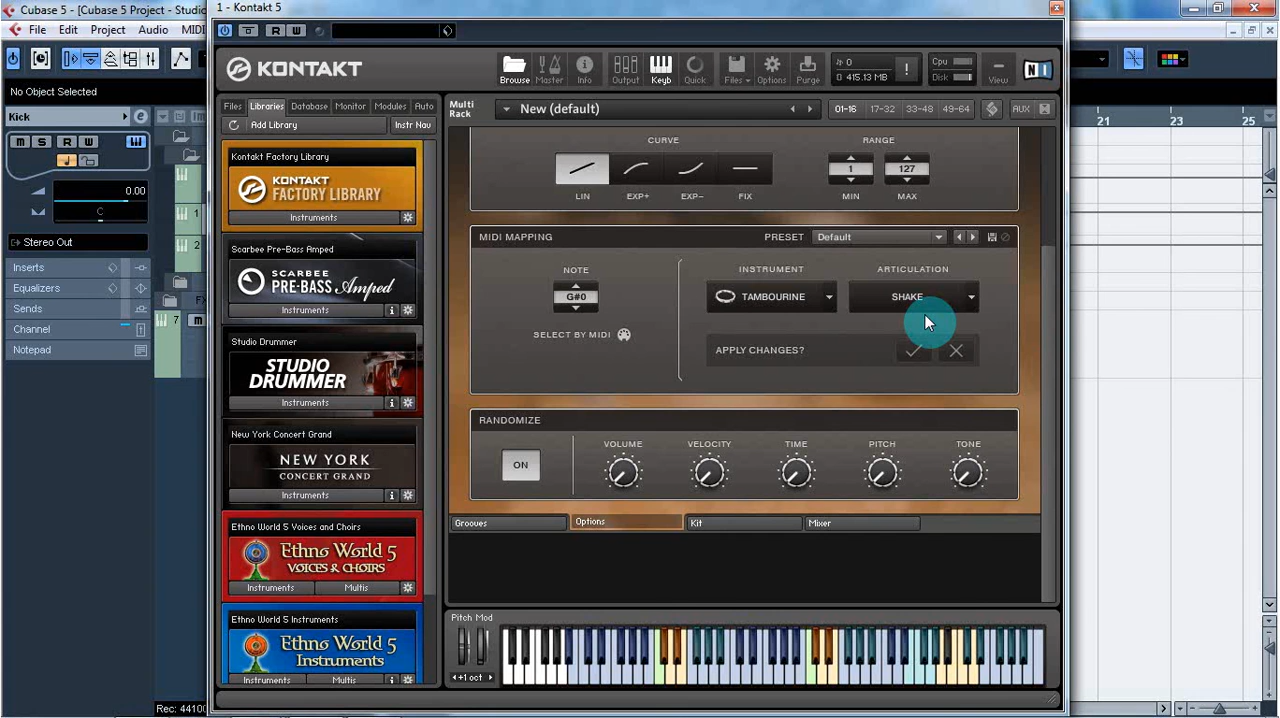 Cubase 5 - [Cubase 5 Project - Studio
1 - Kontakt 5
File Edit Project Audio MIDI
R W
No Object Selected
Kick e
M S R W
0.00
C
Stereo Out
Inserts
Equalizers
Sends
Channel
Notepad
1
2
FX
7 M
Rec: 44100
KONTAKT
Browse Master Info Output Keyb Quick Files Options Purge
0
415.13 MB
!
Cpu
Disk
View
NI
Files Libraries Database Monitor Modules Auto
Add Library Instr Nav
Multi
Rack
New (default)
01-16 17-32 33-48 49-64 AUX
Kontakt Factory Library
KONTAKT
FACTORY LIBRARY
Instruments
Scarbee Pre-Bass Amped
SCARBEE
PRE-BASS Amped
Instruments i
Studio Drummer
STUDIO
DRUMMER
Instruments i
New York Concert Grand
NEW YORK
CONCERT GRAND
Instruments i
Ethno World 5 Voices and Choirs
Ethno World 5
VOICES & CHOIRS
Instruments Multis
Ethno World 5 Instruments
Ethno World 5
Instruments
Instruments Multis i
CURVE RANGE
1 127
LIN EXP+ EXP– FIX MIN MAX
MIDI MAPPING PRESET Default
NOTE INSTRUMENT ARTICULATION
G#0 TAMBOURINE SHAKE
SELECT BY MIDI
APPLY CHANGES?
RANDOMIZE
ON VOLUME VELOCITY TIME PITCH TONE
Grooves Options Kit Mixer
Pitch Mod
+1 oct
21 23 25